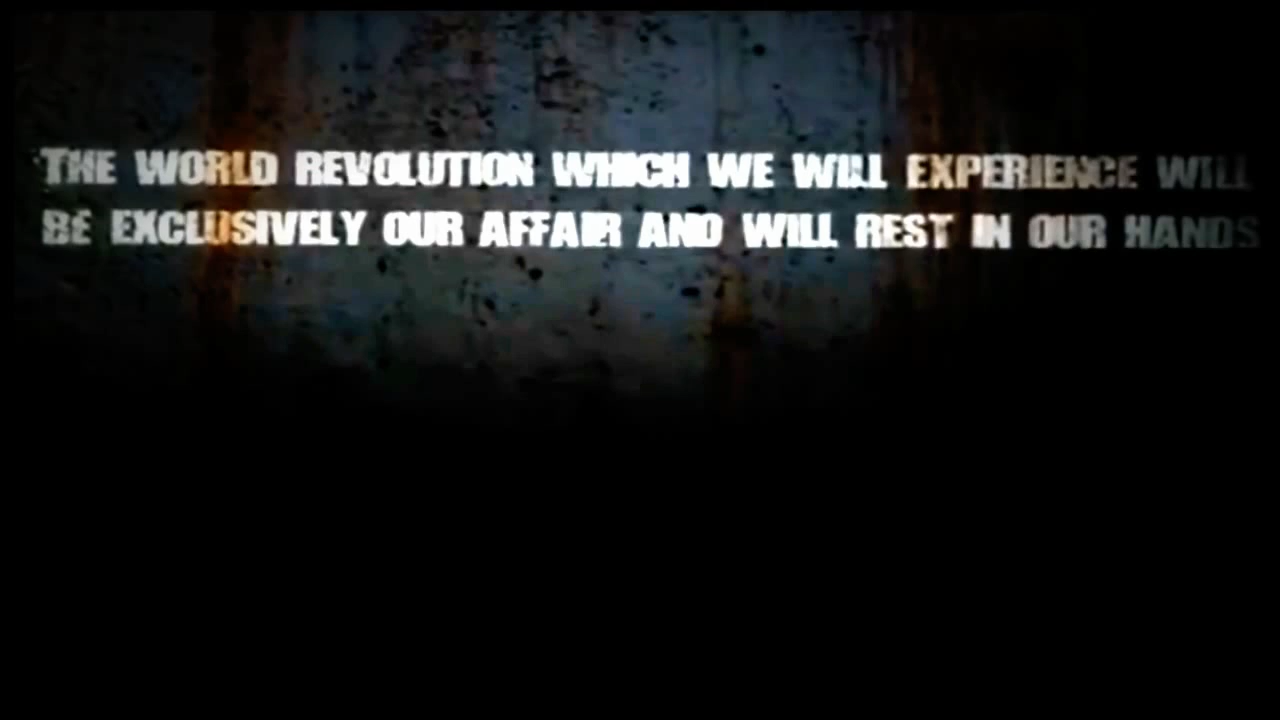 THE WORLD REVOLUTION WHICH WE WILL EXPERIENCE WILL
BE EXCLUSIVELY OUR AFFAIR AND WILL REST IN OUR HANDS